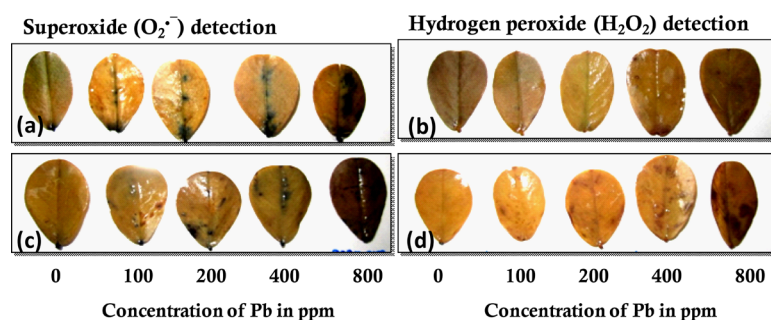 Superoxide (O₂•⁻) detection
Hydrogen peroxide (H₂O₂) detection
(a)
(b)
(c)
(d)
0 100 200 400 800
0 100 200 400 800
Concentration of Pb in ppm
Concentration of Pb in ppm